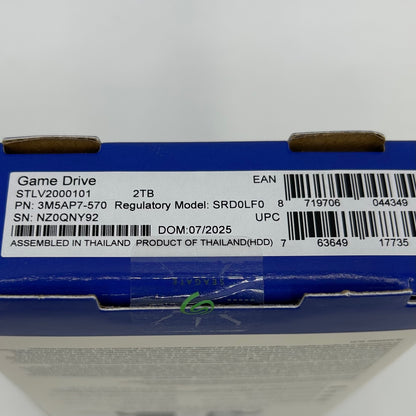 Game Drive
EAN
STLV2000101 2TB
PN: 3M5AP7-570 Regulatory Model: SRD0LF0 8 719706 044349
SN: NZ0QNY92 UPC
DOM:07/2025
ASSEMBLED IN THAILAND PRODUCT OF THAILAND(HDD) 7 63649 17735
SEAGATE